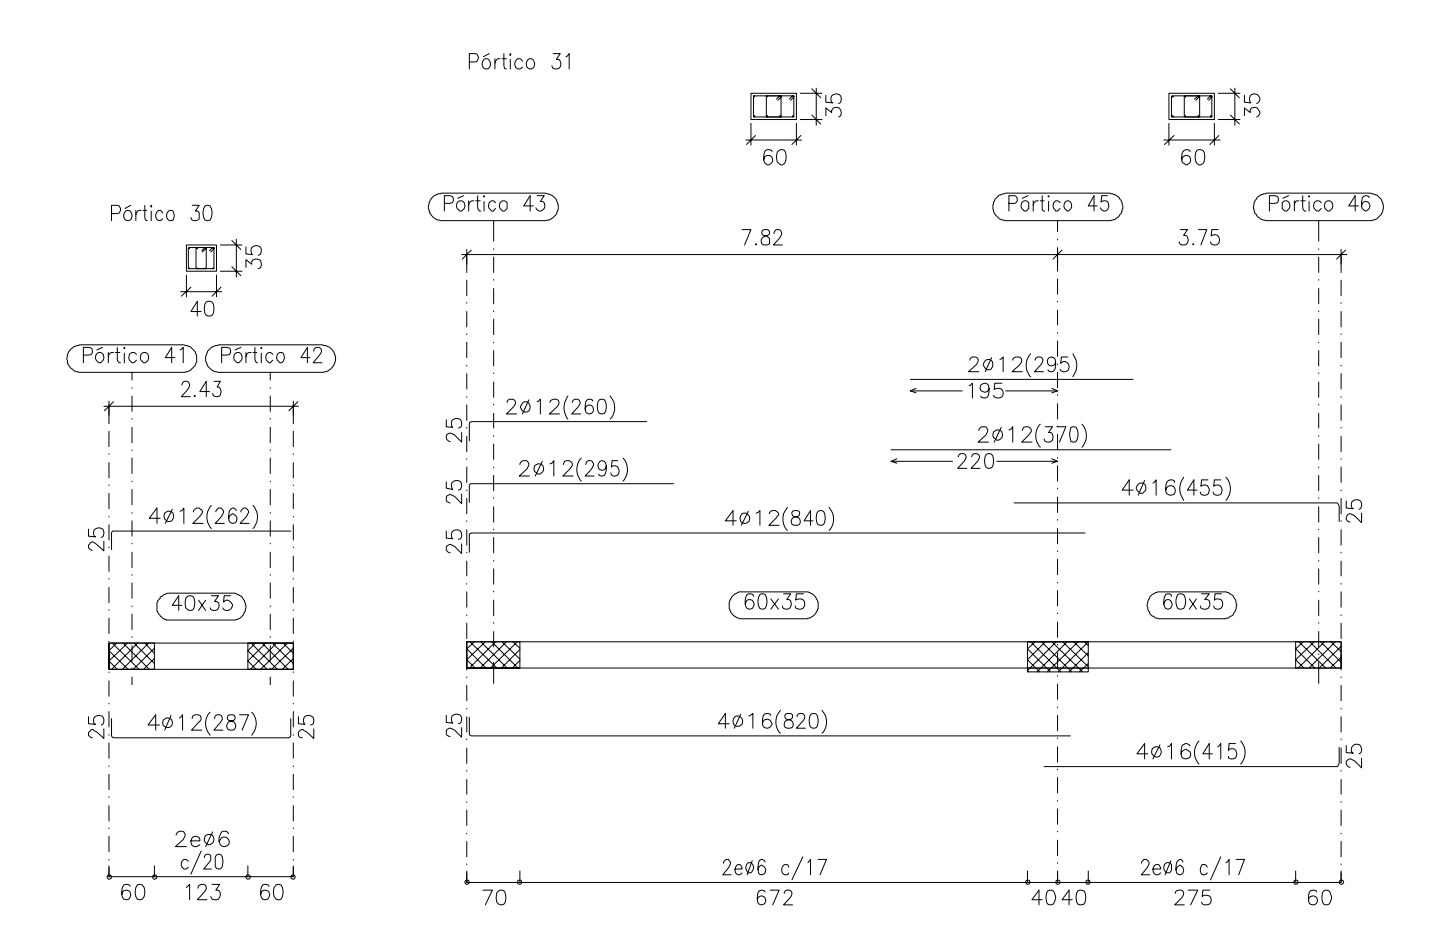 Pórtico 31
35
60
35
60
Pórtico 30
35
40
Pórtico 43
Pórtico 45
Pórtico 46
7.82
3.75
Pórtico 41
Pórtico 42
2.43
2ø12(295)
195
25
2ø12(260)
2ø12(370)
220
25
2ø12(295)
4ø16(455)
25
25
4ø12(262)
25
4ø12(840)
40x35
60x35
60x35
25
4ø12(287)
25
25
4ø16(820)
4ø16(415)
25
2eø6
c/20
60
123
60
2eø6 c/17
2eø6 c/17
70
672
40
40
275
60